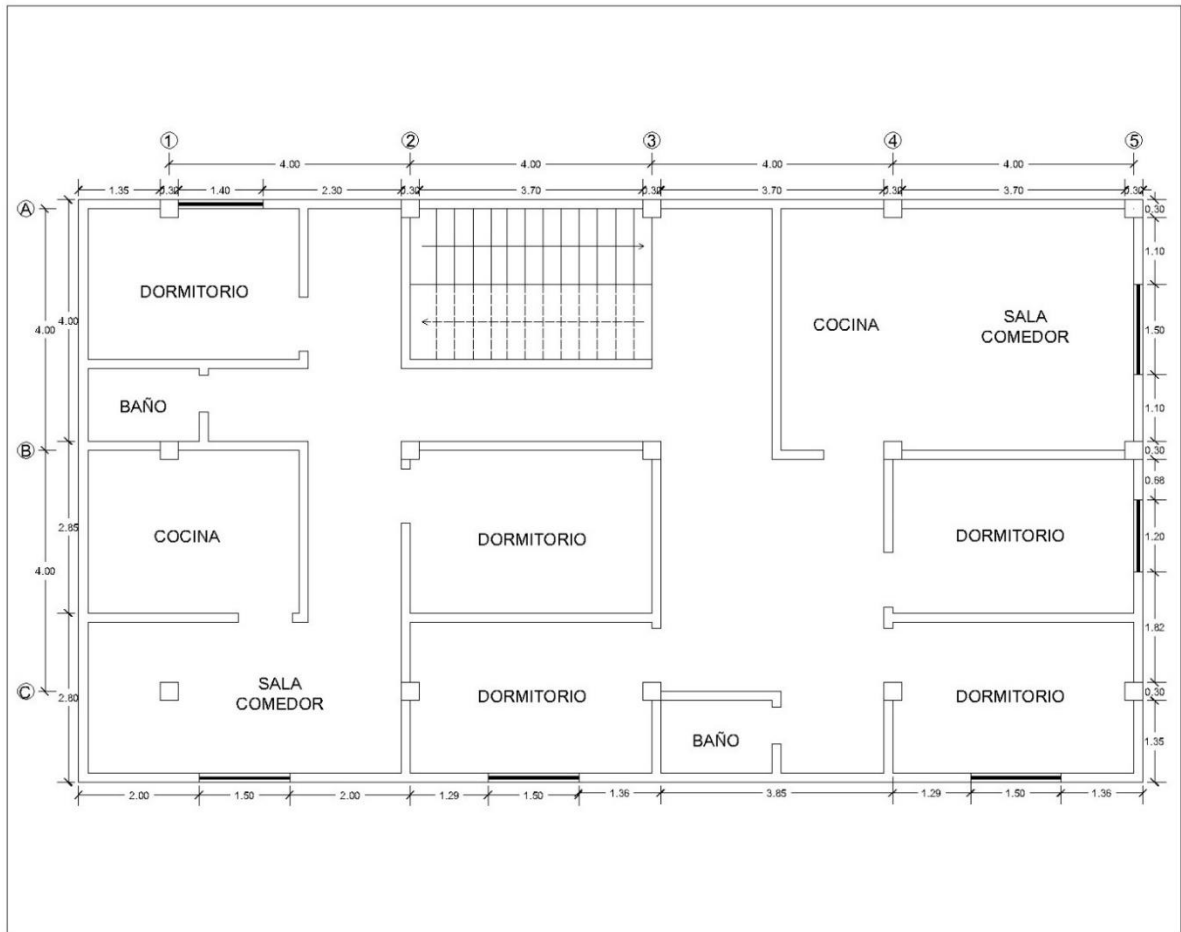 1 2 3 4 5
4.00 4.00 4.00 4.00
1.35 0.30 1.40 2.30 0.30 3.70 0.30 3.70 0.30 3.70 0.30
A
0.30
1.10
DORMITORIO
COCINA
SALA
COMEDOR
4.00
4.00
1.50
BAÑO
1.10
B
0.30
0.68
COCINA
DORMITORIO
DORMITORIO
2.85
1.20
4.00
1.82
SALA
COMEDOR
DORMITORIO
DORMITORIO
C
2.80
0.30
BAÑO
1.35
2.00 1.50 2.00 1.29 1.50 1.36 3.85 1.29 1.50 1.36